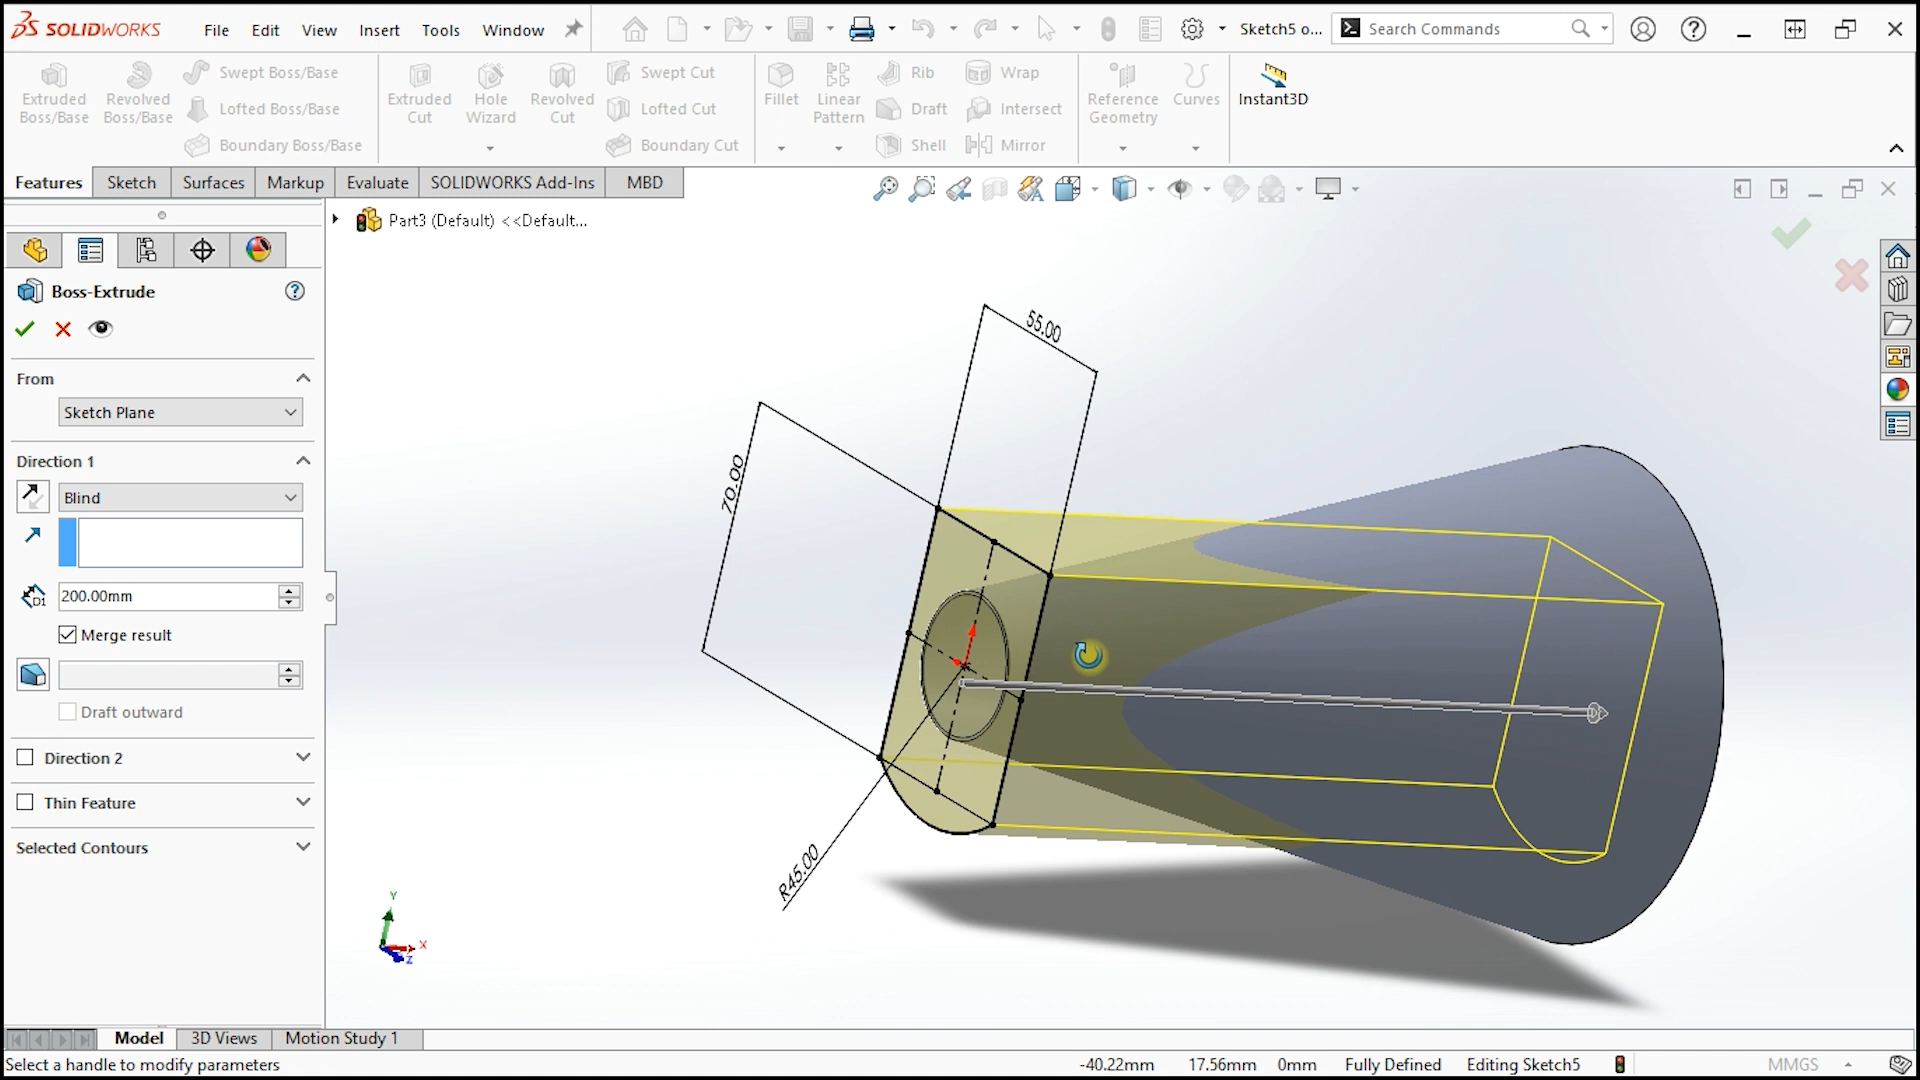 SOLIDWORKS
File Edit View Insert Tools Window
Sketch5 o...
Search Commands
Extruded Boss/Base
Revolved Boss/Base
Swept Boss/Base
Lofted Boss/Base
Boundary Boss/Base
Extruded Cut
Hole Wizard
Revolved Cut
Swept Cut
Lofted Cut
Boundary Cut
Fillet
Linear Pattern
Rib
Draft
Shell
Wrap
Intersect
Mirror
Reference Geometry
Curves
Instant3D
Features Sketch Surfaces Markup Evaluate SOLIDWORKS Add-Ins MBD
Part3 (Default) <<Default...
Boss-Extrude
From
Sketch Plane
Direction 1
Blind
D1
200.00mm
Merge result
Draft outward
Direction 2
Thin Feature
Selected Contours
55.00
70.00
R45.00
Y
X
Z
Model 3D Views Motion Study 1
Select a handle to modify parameters
-40.22mm 17.56mm 0mm Fully Defined Editing Sketch5
MMGS